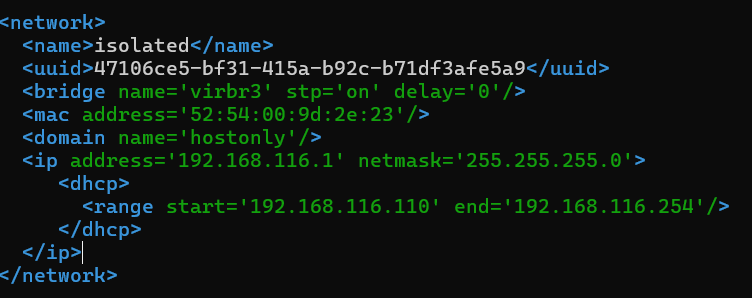 <network>
  <name>isolated</name>
  <uuid>47106ce5-bf31-415a-b92c-b71df3afe5a9</uuid>
  <bridge name='virbr3' stp='on' delay='0'/>
  <mac address='52:54:00:9d:2e:23'/>
  <domain name='hostonly'/>
  <ip address='192.168.116.1' netmask='255.255.255.0'>
     <dhcp>
       <range start='192.168.116.110' end='192.168.116.254'/>
     </dhcp>
  </ip>
</network>